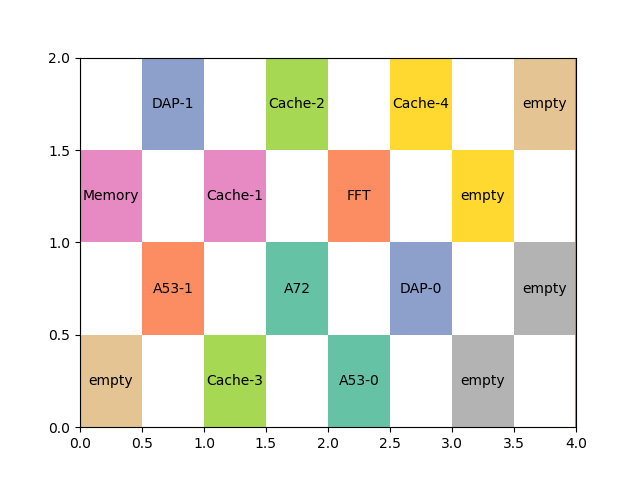 2.0
DAP-1 Cache-2 Cache-4 empty
1.5
Memory Cache-1 FFT empty
1.0
A53-1 A72 DAP-0 empty
0.5
empty Cache-3 A53-0 empty
0.0
0.0 0.5 1.0 1.5 2.0 2.5 3.0 3.5 4.0